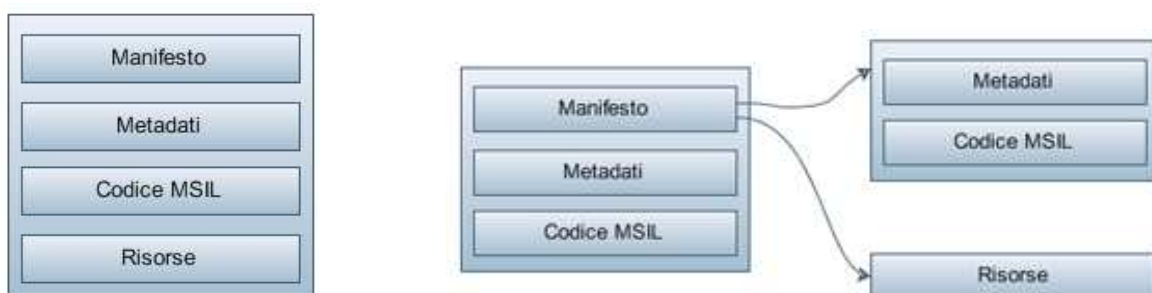 Manifesto
Metadati
Codice MSIL
Risorse
Manifesto
Metadati
Codice MSIL
Metadati
Codice MSIL
Risorse